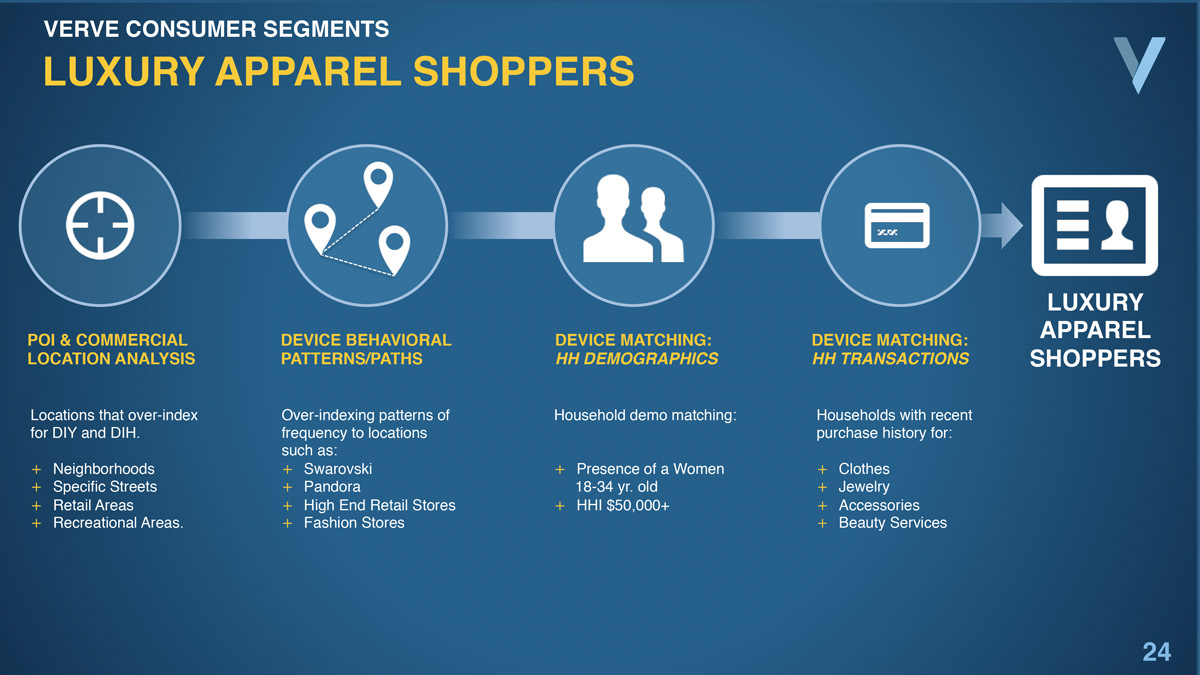 VERVE CONSUMER SEGMENTS
LUXURY APPAREL SHOPPERS
POI & COMMERCIAL
LOCATION ANALYSIS
Locations that over-index
for DIY and DIH.
+ Neighborhoods
+ Specific Streets
+ Retail Areas
+ Recreational Areas.
DEVICE BEHAVIORAL
PATTERNS/PATHS
Over-indexing patterns of
frequency to locations
such as:
+ Swarovski
+ Pandora
+ High End Retail Stores
+ Fashion Stores
DEVICE MATCHING:
HH DEMOGRAPHICS
Household demo matching:
+ Presence of a Women
18-34 yr. old
+ HHI $50,000+
DEVICE MATCHING:
HH TRANSACTIONS
Households with recent
purchase history for:
+ Clothes
+ Jewelry
+ Accessories
+ Beauty Services
LUXURY
APPAREL
SHOPPERS
24